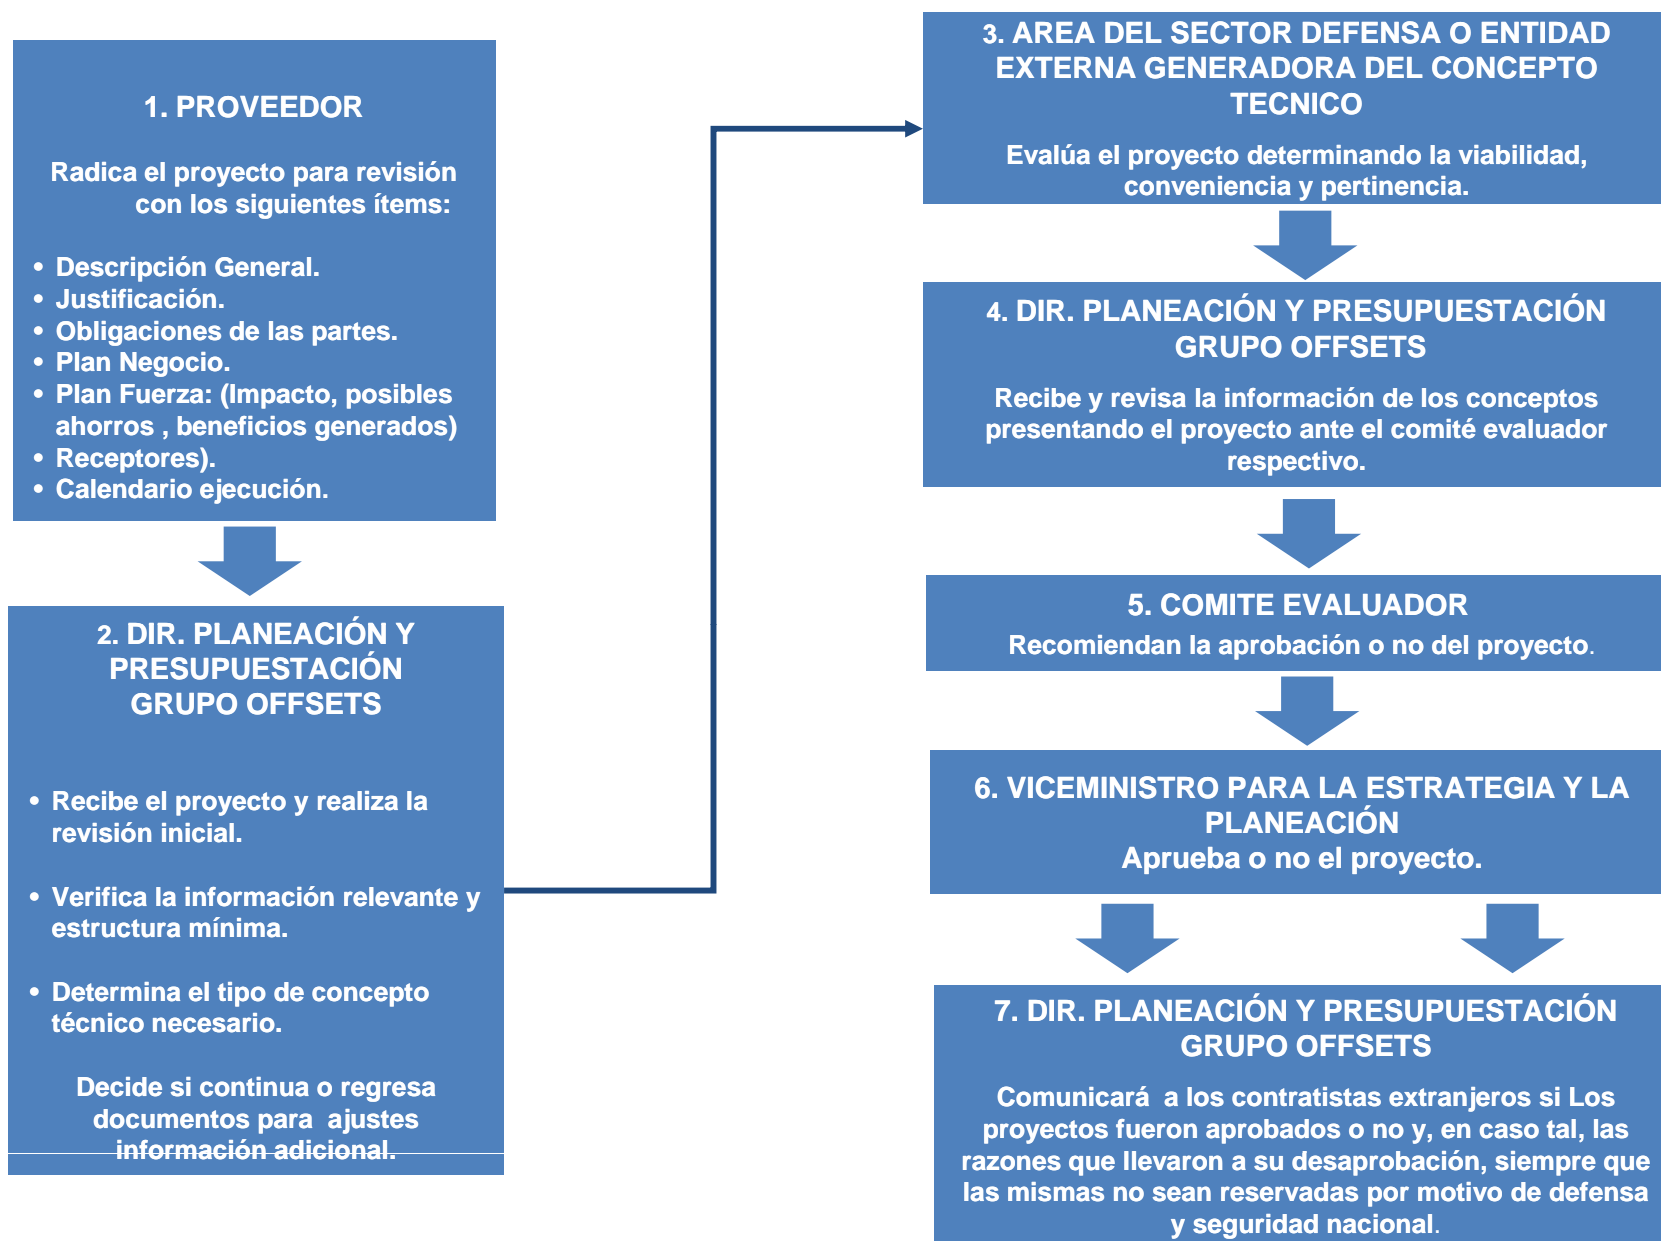 1. PROVEEDOR
Radica el proyecto para revisión
con los siguientes ítems:
• Descripción General.
• Justificación.
• Obligaciones de las partes.
• Plan Negocio.
• Plan Fuerza: (Impacto, posibles
ahorros , beneficios generados)
• Receptores).
• Calendario ejecución.
2. DIR. PLANEACIÓN Y
PRESUPUESTACIÓN
GRUPO OFFSETS
• Recibe el proyecto y realiza la
revisión inicial.
• Verifica la información relevante y
estructura mínima.
• Determina el tipo de concepto
técnico necesario.
Decide si continua o regresa
documentos para  ajustes
información adicional.
3. AREA DEL SECTOR DEFENSA O ENTIDAD
EXTERNA GENERADORA DEL CONCEPTO
TECNICO
Evalúa el proyecto determinando la viabilidad,
conveniencia y pertinencia.
4. DIR. PLANEACIÓN Y PRESUPUESTACIÓN
GRUPO OFFSETS
Recibe y revisa la información de los conceptos
presentando el proyecto ante el comité evaluador
respectivo.
5. COMITE EVALUADOR
Recomiendan la aprobación o no del proyecto.
6. VICEMINISTRO PARA LA ESTRATEGIA Y LA
PLANEACIÓN
Aprueba o no el proyecto.
7. DIR. PLANEACIÓN Y PRESUPUESTACIÓN
GRUPO OFFSETS
Comunicará  a los contratistas extranjeros si Los
proyectos fueron aprobados o no y, en caso tal, las
razones que llevaron a su desaprobación, siempre que
las mismas no sean reservadas por motivo de defensa
y seguridad nacional.